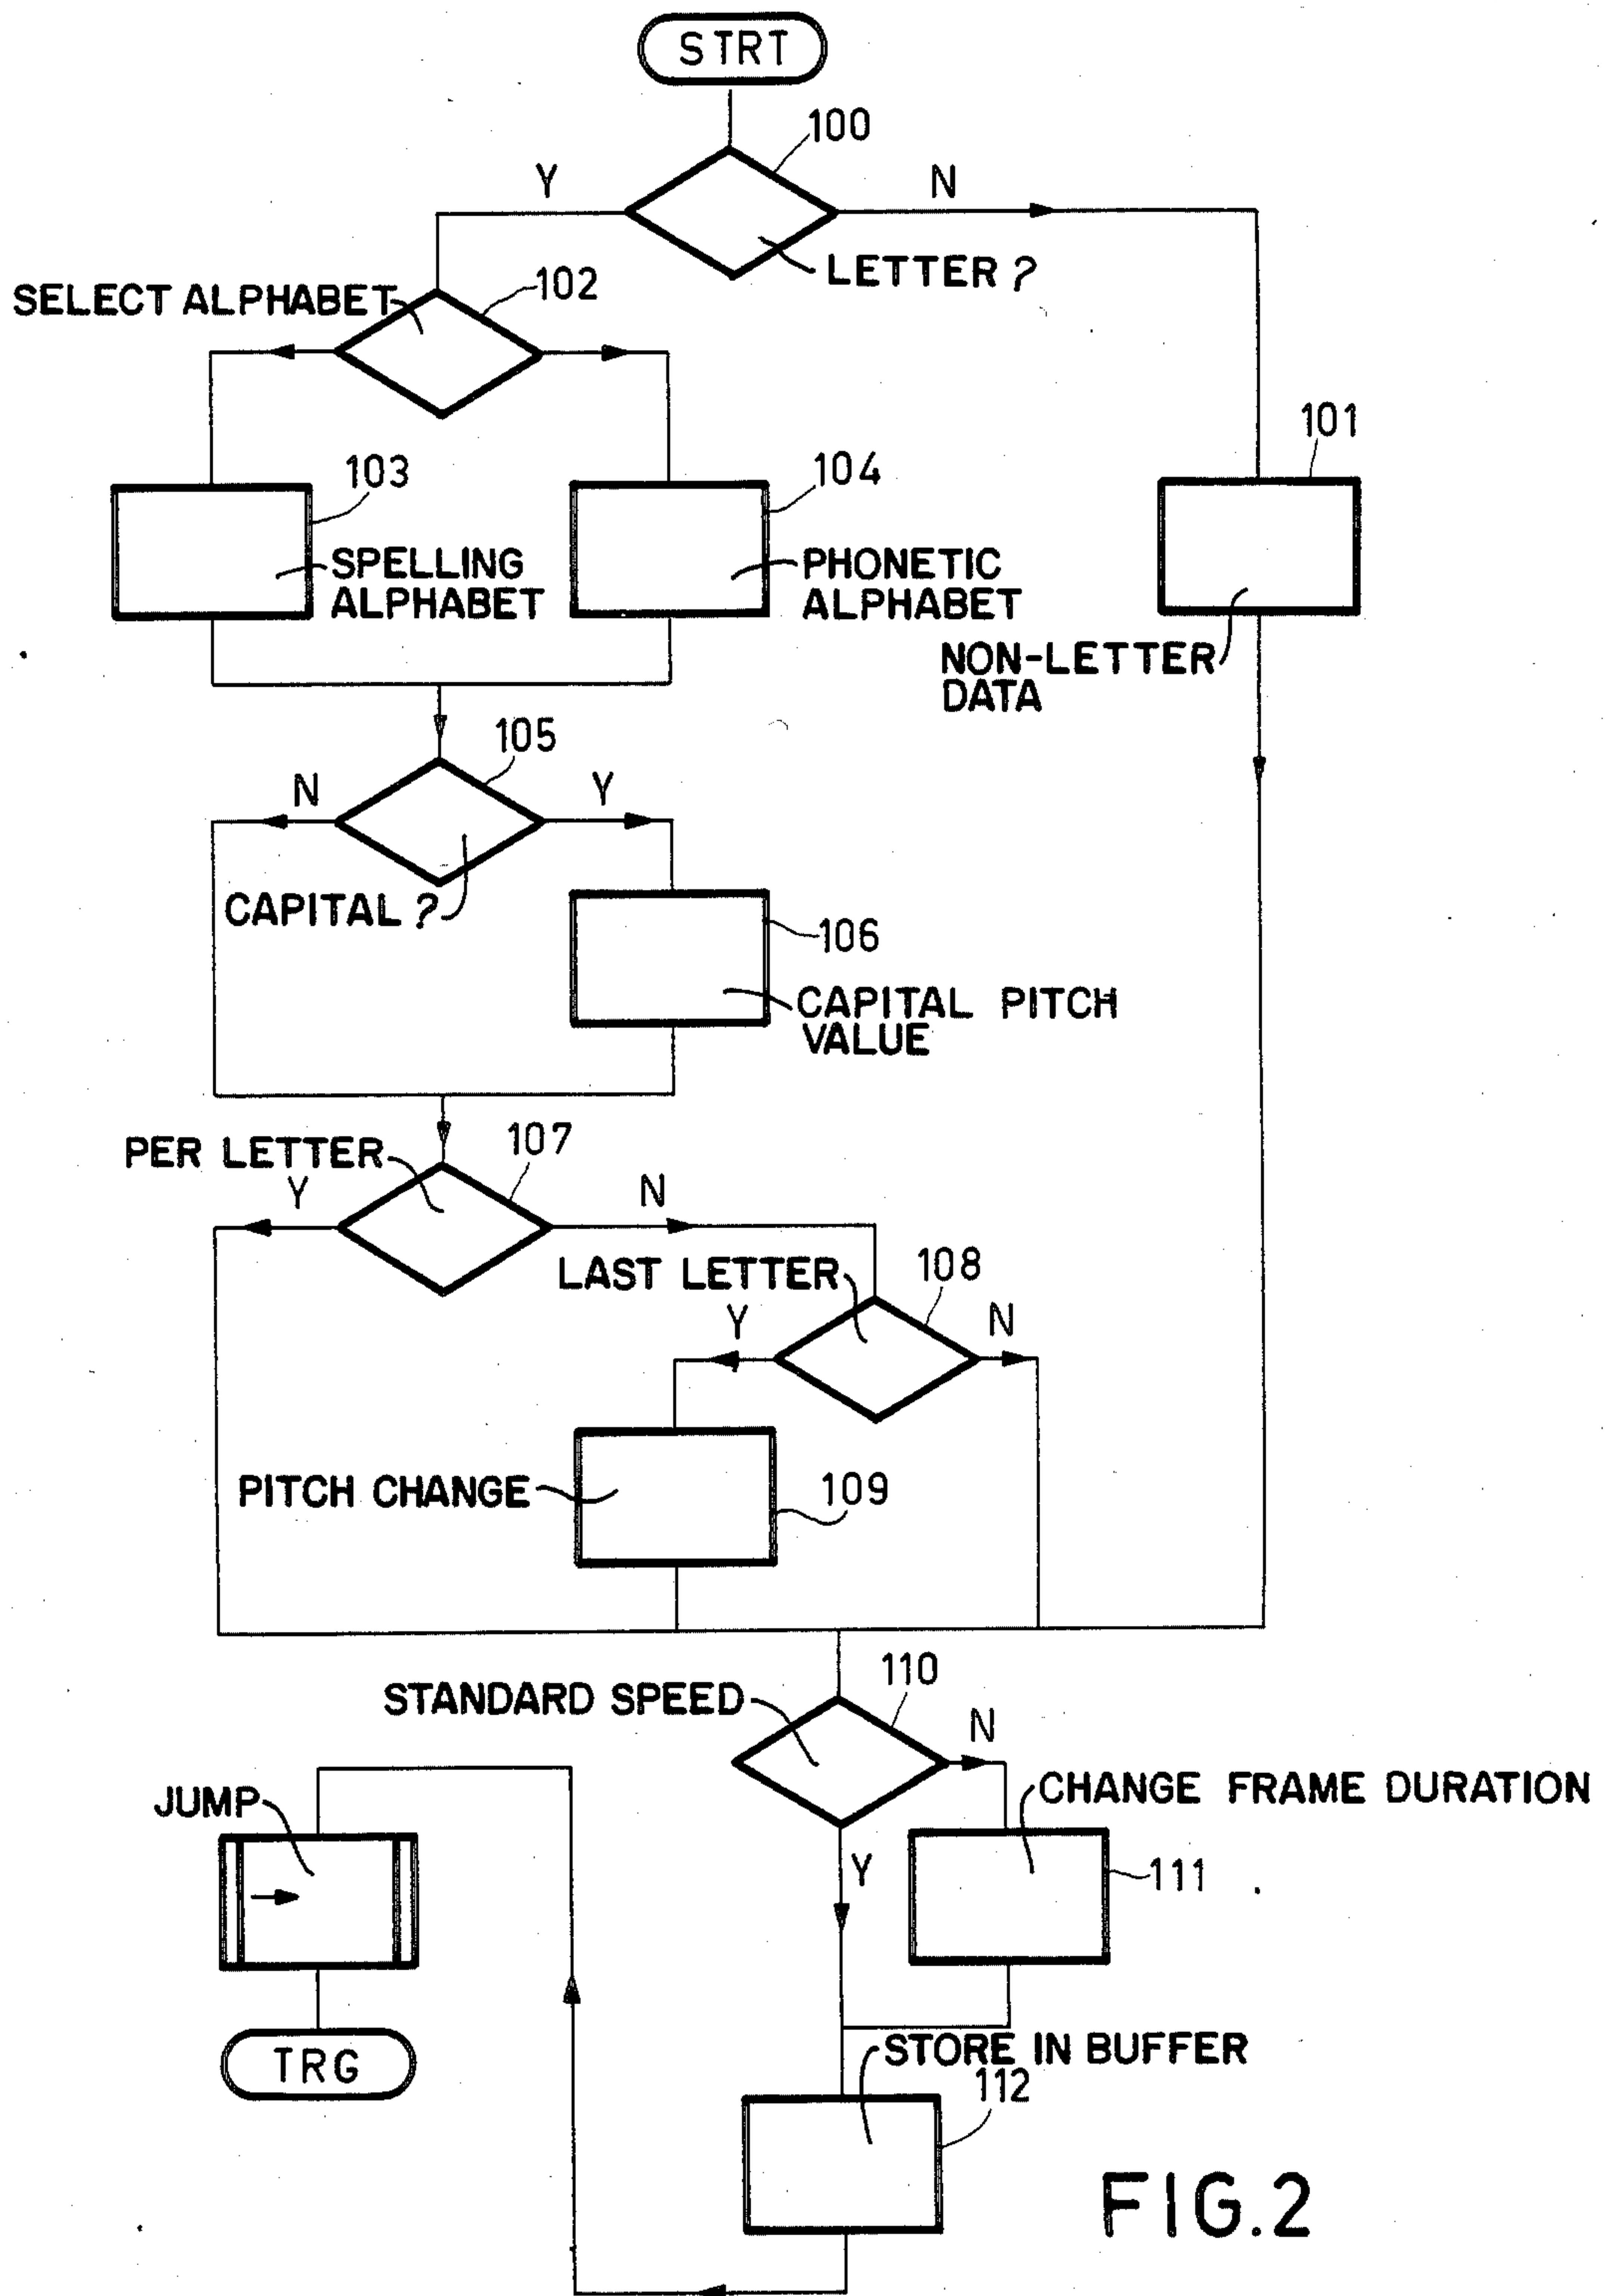 STRT
100
Y
N
LETTER?
SELECT ALPHABET
102
101
103
104
SPELLING
ALPHABET
PHONETIC
ALPHABET
NON-LETTER
DATA
105
N
Y
CAPITAL?
106
CAPITAL PITCH
VALUE
PER LETTER
107
Y
N
LAST LETTER
108
Y
N
PITCH CHANGE
109
STANDARD SPEED
110
N
JUMP
CHANGE FRAME DURATION
Y
111
TRG
STORE IN BUFFER
112
FIG.2